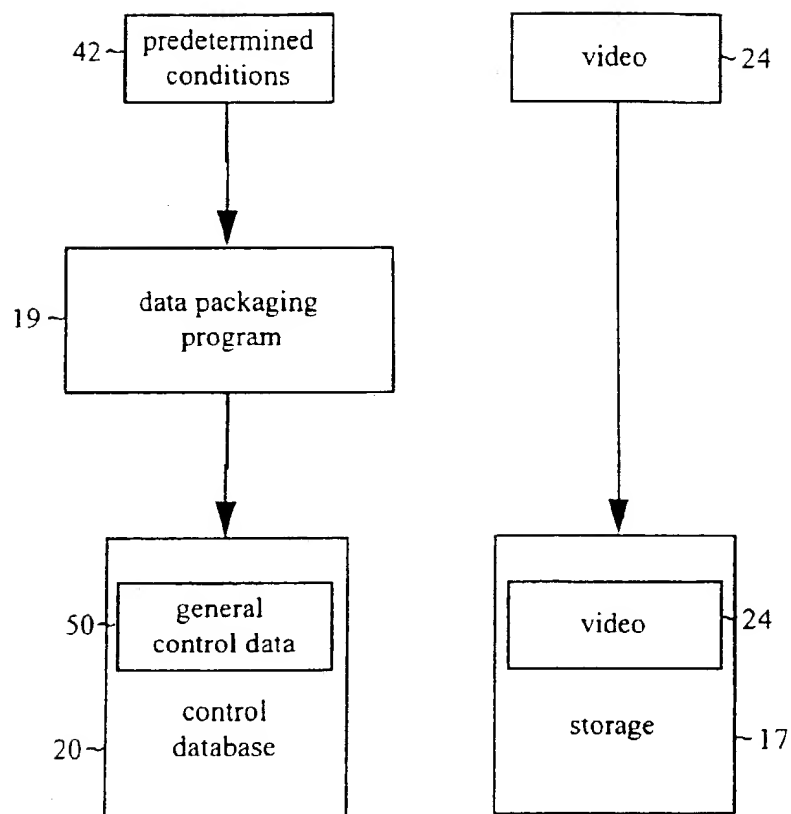 42
predetermined
conditions
video
24
19
data packaging
program
50
general
control data
control
database
20
video
24
storage
17